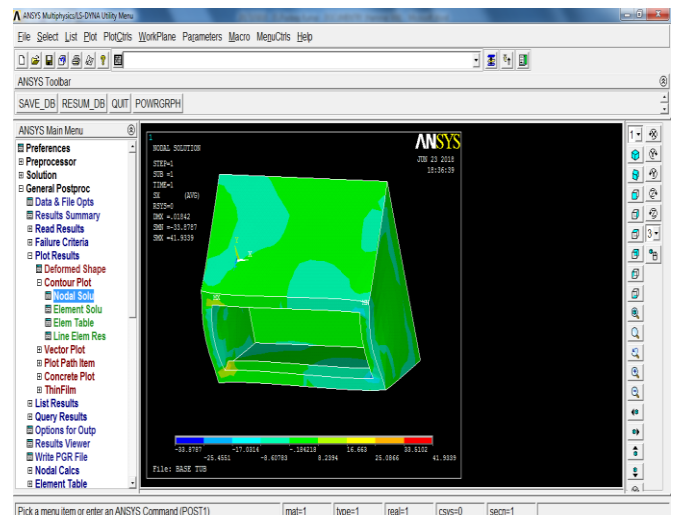 ANSYS Multiphysics/LS-DYNA Utility Menu
File Select List Plot PlotCtrls WorkPlane Parameters Macro MenuCtrls Help
ANSYS Toolbar
SAVE_DB RESUM_DB QUIT POWRGRPH
ANSYS Main Menu
Preferences
Preprocessor
Solution
General Postproc
Data & File Opts
Results Summary
Read Results
Failure Criteria
Plot Results
Deformed Shape
Contour Plot
Nodal Solu
Element Solu
Elem Table
Line Elem Res
Vector Plot
Plot Path Item
Concrete Plot
ThinFilm
List Results
Query Results
Options for Outp
Results Viewer
Write PGR File
Nodal Calcs
Element Table
1
NODAL SOLUTION
STEP=1
SUB =1
TIME=1
SX (AVG)
RSYS=0
DMX =.01842
SMN =-33.8787
SMX =41.9339
ANSYS
JUN 23 2018
18:36:39
Y
X
MX
MN
-33.8787 -17.0314 -.184218 16.663 33.5102
-25.4551 -8.60783 8.2394 25.0866 41.9339
File: BASE TUB
1
3
Pick a menu item or enter an ANSYS Command (POST1) mat=1 type=1 real=1 csys=0 secn=1